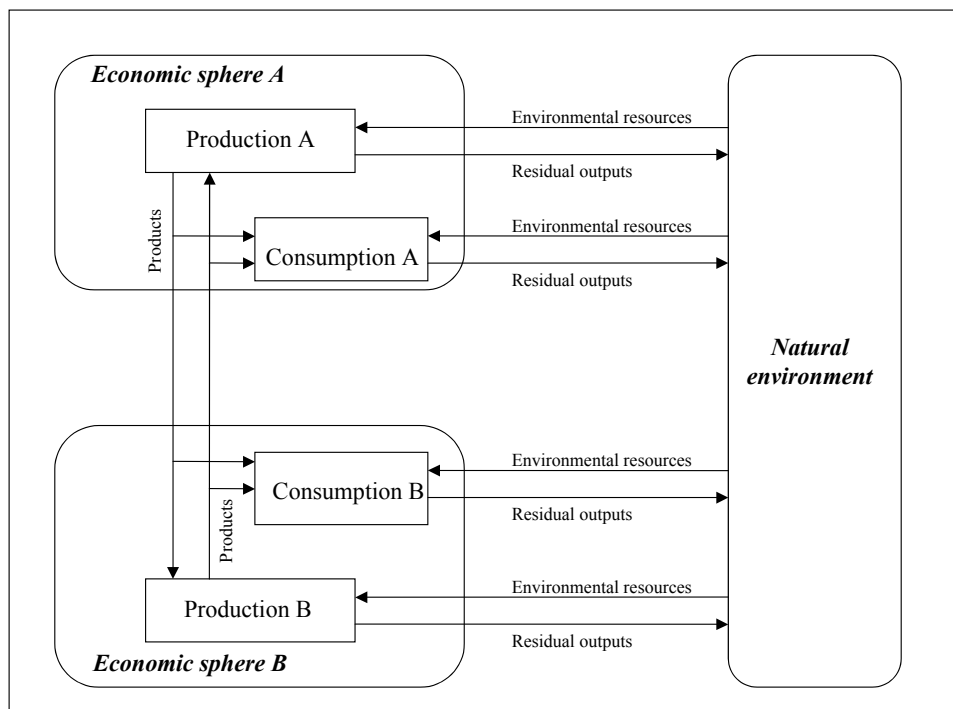 Economic sphere A
Production A
Environmental resources
Residual outputs
Products
Environmental resources
Consumption A
Residual outputs
Natural
environment
Environmental resources
Consumption B
Residual outputs
Products
Environmental resources
Production B
Residual outputs
Economic sphere B